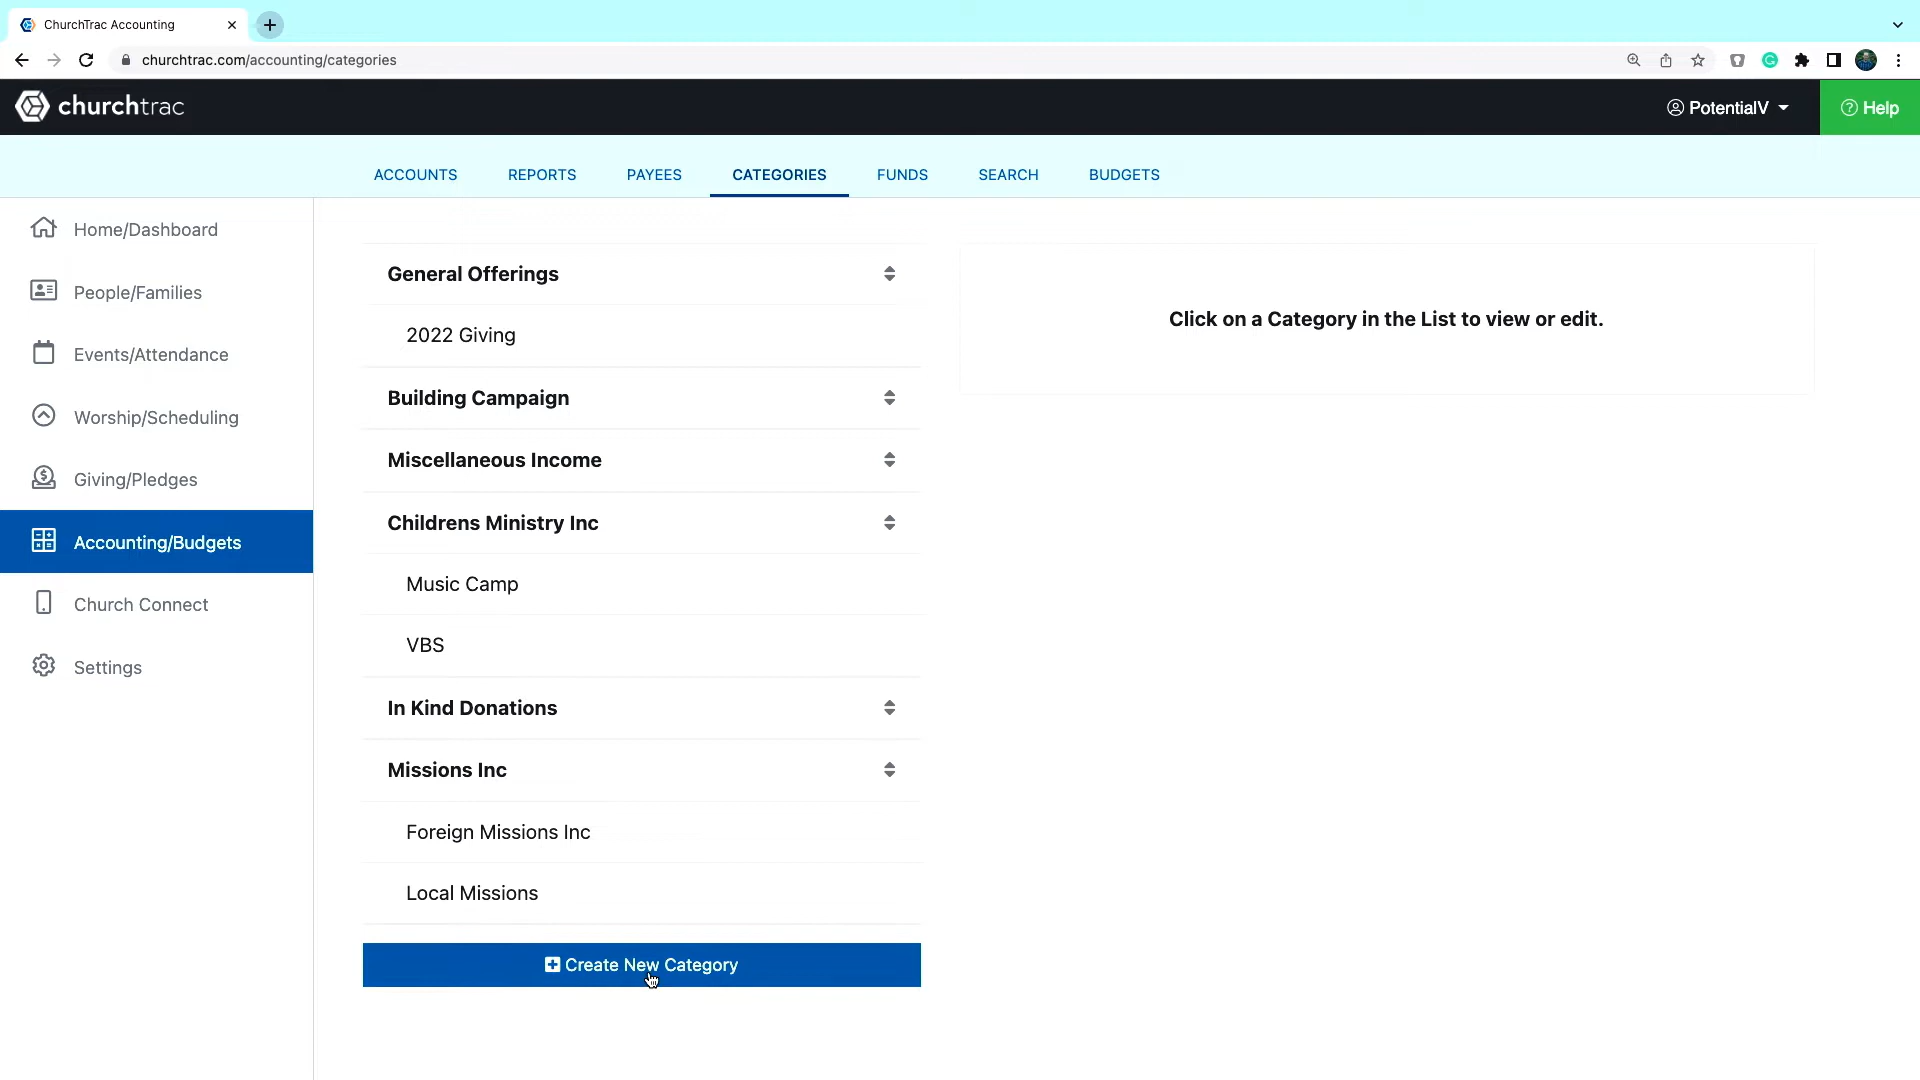 ChurchTrac Accounting
churchtrac.com/accounting/categories
churchtrac
PotentialV
Help
ACCOUNTS REPORTS PAYEES CATEGORIES FUNDS SEARCH BUDGETS
Home/Dashboard
People/Families
Events/Attendance
Worship/Scheduling
Giving/Pledges
Accounting/Budgets
Church Connect
Settings
General Offerings
2022 Giving
Building Campaign
Miscellaneous Income
Childrens Ministry Inc
Music Camp
VBS
In Kind Donations
Missions Inc
Foreign Missions Inc
Local Missions
Create New Category
Click on a Category in the List to view or edit.